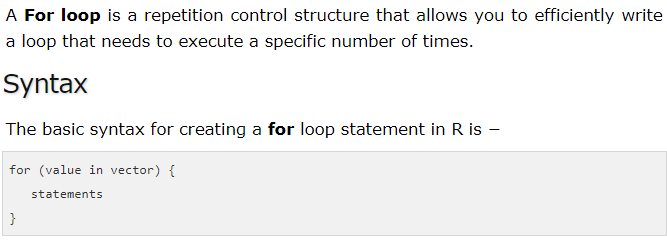 A For loop is a repetition control structure that allows you to efficiently write
a loop that needs to execute a specific number of times.
Syntax
The basic syntax for creating a for loop statement in R is −
for (value in vector) {
   statements
}